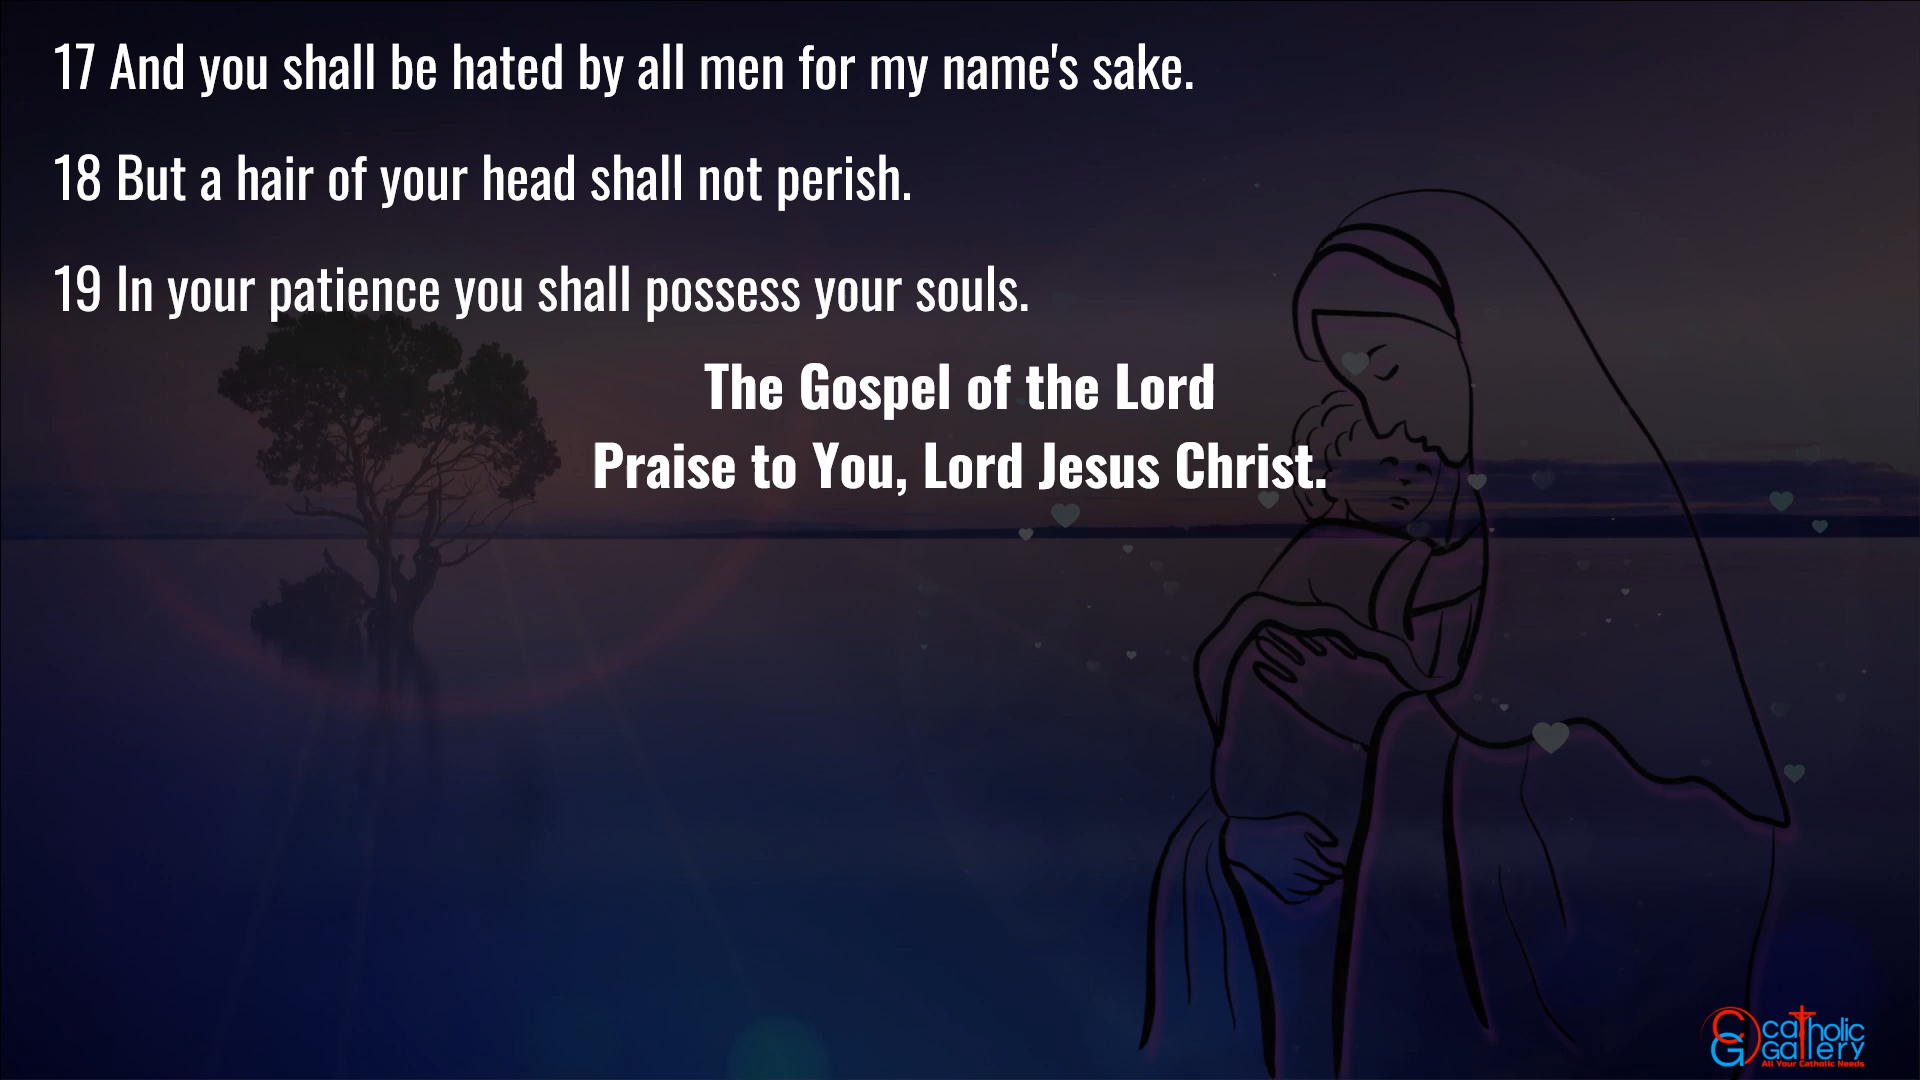 17 And you shall be hated by all men for my name's sake.
18 But a hair of your head shall not perish.
19 In your patience you shall possess your souls.
The Gospel of the Lord
Praise to You, Lord Jesus Christ.
catholic
Gallery
All Your Catholic Needs